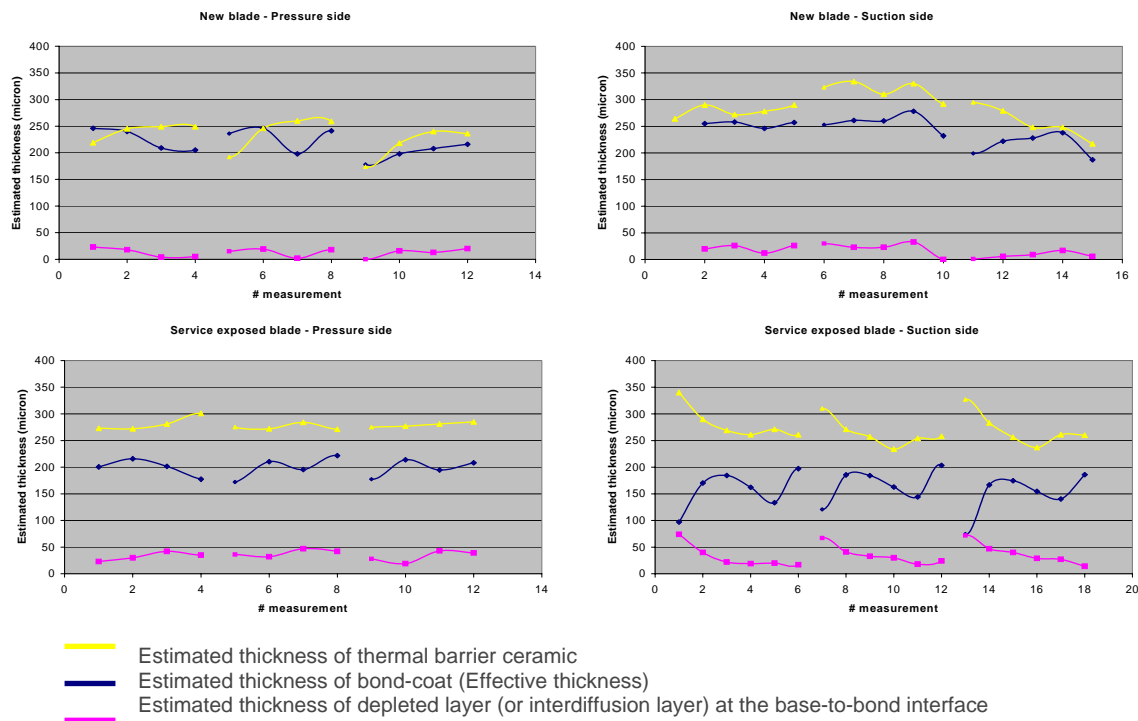 New blade - Pressure side
400
350
300
250
200
150
100
50
0
Estimated thickness (micron)
0 2 4 6 8 10 12 14
# measurement
New blade - Suction side
400
350
300
250
200
150
100
50
0
Estimated thickness (micron)
0 2 4 6 8 10 12 14 16
# measurement
Service exposed blade - Pressure side
400
350
300
250
200
150
100
50
0
Estimated thickness (micron)
0 2 4 6 8 10 12 14
# measurement
Service exposed blade - Suction side
400
350
300
250
200
150
100
50
0
Estimated thickness (micron)
0 2 4 6 8 10 12 14 16 18 20
# measurement
Estimated thickness of thermal barrier ceramic
Estimated thickness of bond-coat (Effective thickness)
Estimated thickness of depleted layer (or interdiffusion layer) at the base-to-bond interface